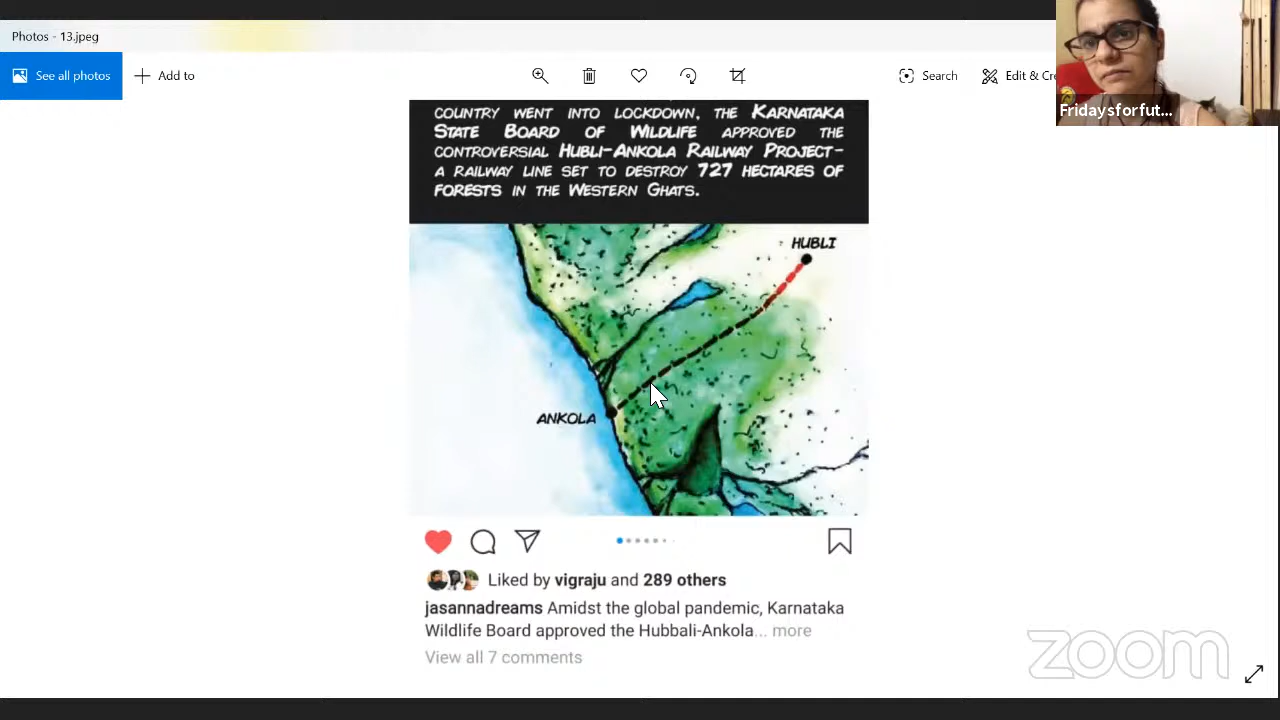 Photos - 13.jpeg
See all photos
Add to
Search
Edit & Cre
Fridaysforfut...
COUNTRY WENT INTO LOCKDOWN, THE KARNATAKA
STATE BOARD OF WILDLIFE APPROVED THE
CONTROVERSIAL HUBLI-ANKOLA RAILWAY PROJECT-
A RAILWAY LINE SET TO DESTROY 727 HECTARES OF
FORESTS IN THE WESTERN GHATS.
HUBLI
ANKOLA
Liked by vigraju and 289 others
jasannadreams Amidst the global pandemic, Karnataka
Wildlife Board approved the Hubbali-Ankola... more
View all 7 comments
zoom